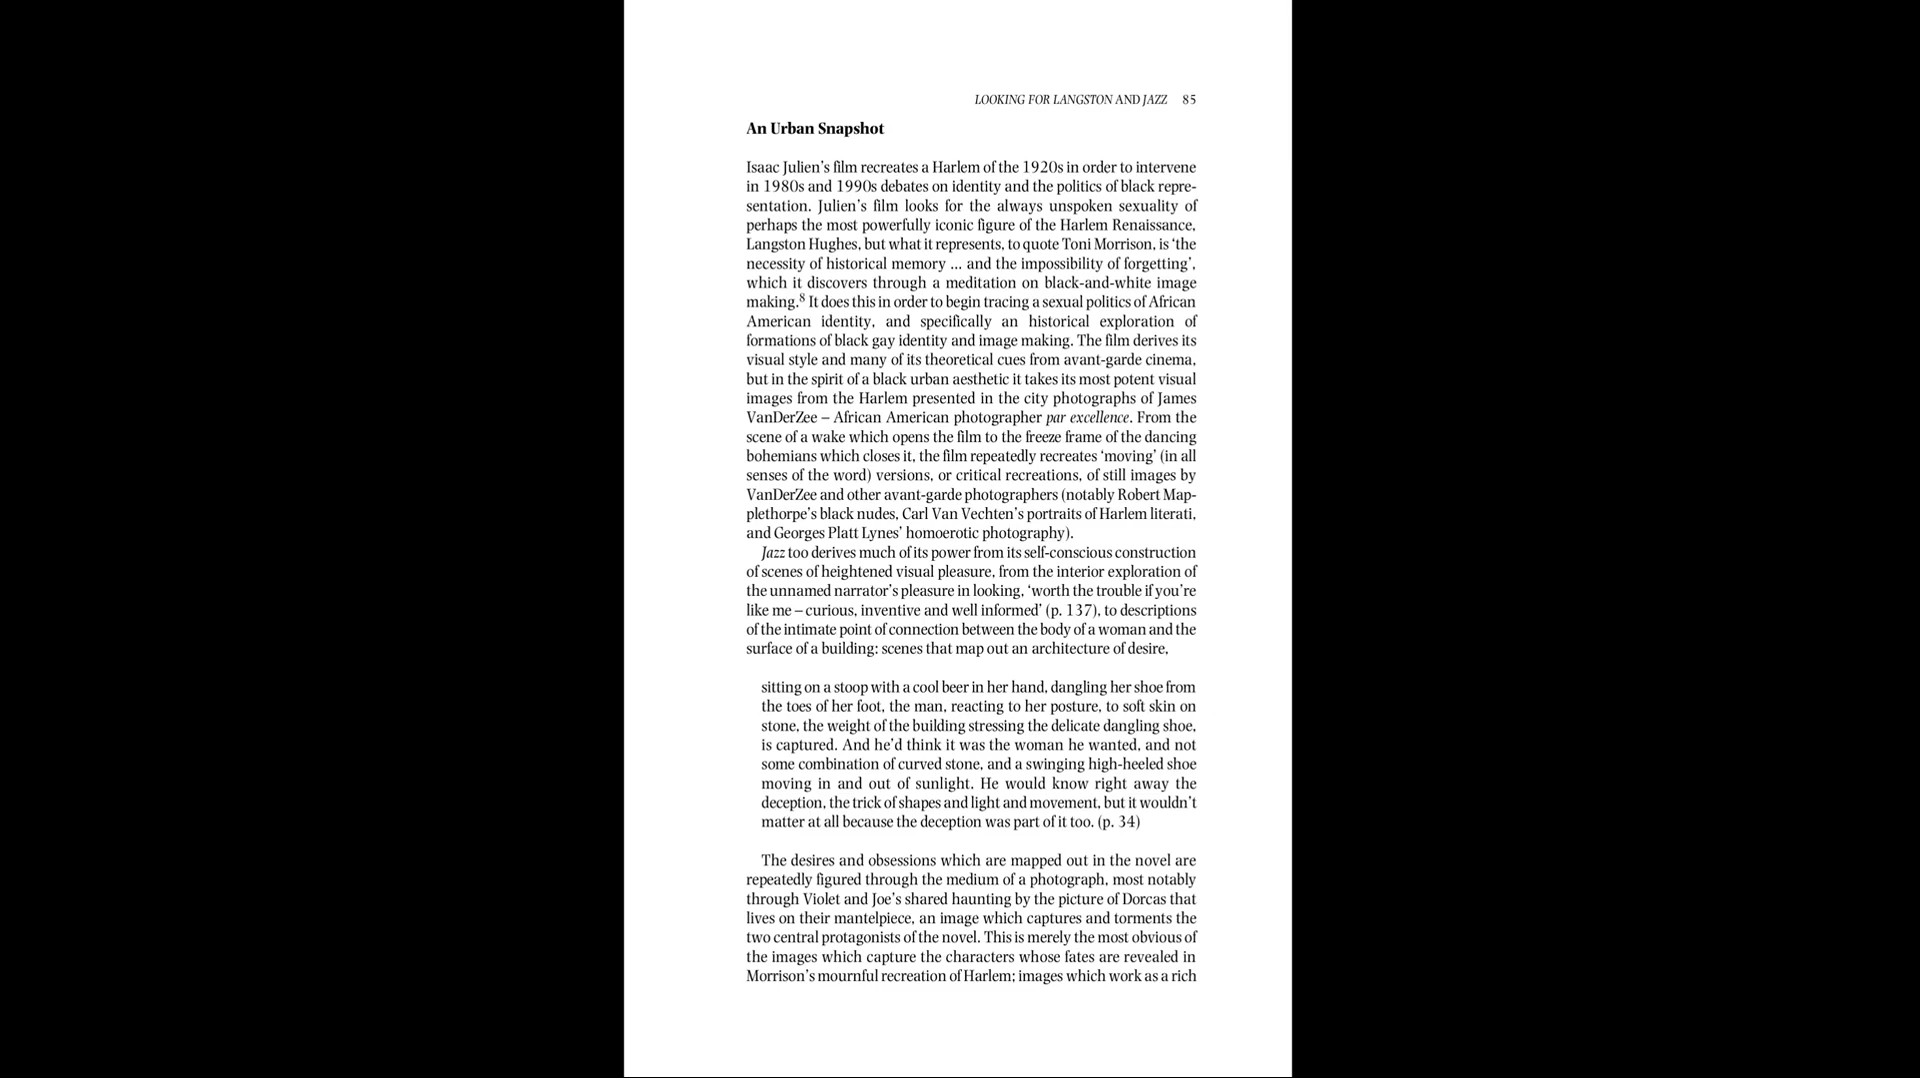 LOOKING FOR LANGSTON AND JAZZ 85
An Urban Snapshot
Isaac Julien’s film recreates a Harlem of the 1920s in order to intervene
in 1980s and 1990s debates on identity and the politics of black repre-
sentation. Julien’s film looks for the always unspoken sexuality of
perhaps the most powerfully iconic figure of the Harlem Renaissance,
Langston Hughes, but what it represents, to quote Toni Morrison, is ‘the
necessity of historical memory ... and the impossibility of forgetting’,
which it discovers through a meditation on black-and-white image
making.8 It does this in order to begin tracing a sexual politics of African
American identity, and specifically an historical exploration of
formations of black gay identity and image making. The film derives its
visual style and many of its theoretical cues from avant-garde cinema,
but in the spirit of a black urban aesthetic it takes its most potent visual
images from the Harlem presented in the city photographs of James
VanDerZee – African American photographer par excellence. From the
scene of a wake which opens the film to the freeze frame of the dancing
bohemians which closes it, the film repeatedly recreates ‘moving’ (in all
senses of the word) versions, or critical recreations, of still images by
VanDerZee and other avant-garde photographers (notably Robert Map-
plethorpe’s black nudes, Carl Van Vechten’s portraits of Harlem literati,
and Georges Platt Lynes’ homoerotic photography).
Jazz too derives much of its power from its self-conscious construction
of scenes of heightened visual pleasure, from the interior exploration of
the unnamed narrator’s pleasure in looking, ‘worth the trouble if you’re
like me – curious, inventive and well informed’ (p. 137), to descriptions
of the intimate point of connection between the body of a woman and the
surface of a building: scenes that map out an architecture of desire,
sitting on a stoop with a cool beer in her hand, dangling her shoe from
the toes of her foot, the man, reacting to her posture, to soft skin on
stone, the weight of the building stressing the delicate dangling shoe,
is captured. And he’d think it was the woman he wanted, and not
some combination of curved stone, and a swinging high-heeled shoe
moving in and out of sunlight. He would know right away the
deception, the trick of shapes and light and movement, but it wouldn’t
matter at all because the deception was part of it too. (p. 34)
The desires and obsessions which are mapped out in the novel are
repeatedly figured through the medium of a photograph, most notably
through Violet and Joe’s shared haunting by the picture of Dorcas that
lives on their mantelpiece, an image which captures and torments the
two central protagonists of the novel. This is merely the most obvious of
the images which capture the characters whose fates are revealed in
Morrison’s mournful recreation of Harlem; images which work as a rich